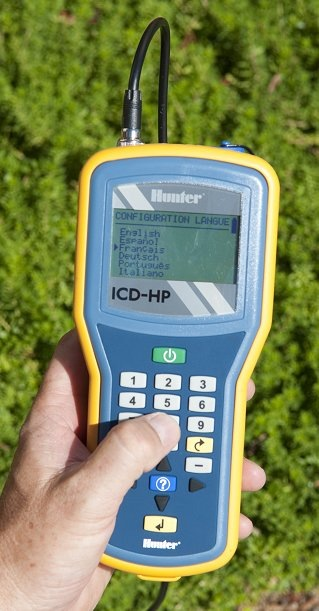 Hunter
CONFIGURATION LANGUE
English
Español
Français
Deutsch
Português
Italiano
ICD-HP
1 2 3
4 5 6
9
?
Hunter